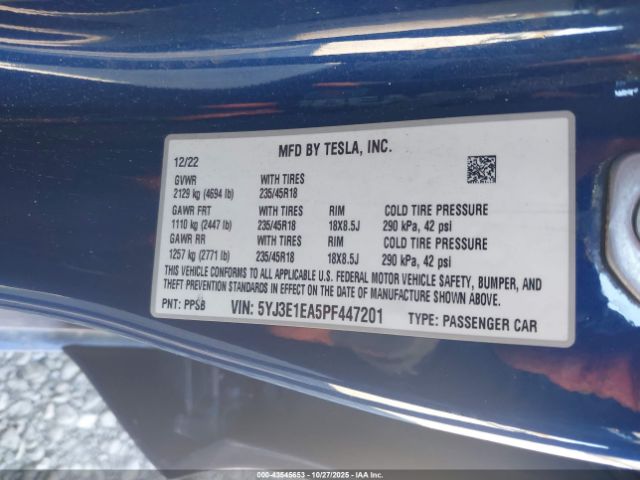 MFD BY TESLA, INC.
12/22
GVWR WITH TIRES
2129 kg (4694 lb) 235/45R18
GAWR FRT WITH TIRES RIM COLD TIRE PRESSURE
1110 kg (2447 lb) 235/45R18 18X8.5J 290 kPa, 42 psi
GAWR RR WITH TIRES RIM COLD TIRE PRESSURE
1257 kg (2771 lb) 235/45R18 18X8.5J 290 kPa, 42 psi
THIS VEHICLE CONFORMS TO ALL APPLICABLE U.S. FEDERAL MOTOR VEHICLE SAFETY, BUMPER, AND
THEFT PREVENTION STANDARDS IN EFFECT ON THE DATE OF MANUFACTURE SHOWN ABOVE.
PNT: PPSB VIN: 5YJ3E1EA5PF447201 TYPE: PASSENGER CAR
000-43545653 - 10/27/2025 - IAAI.COM